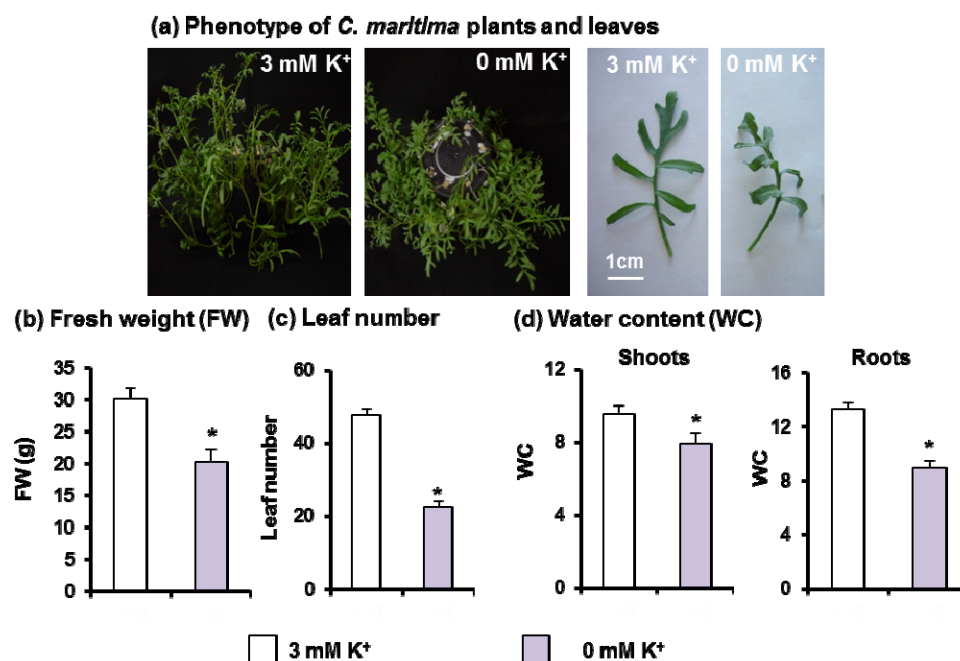 (a) Phenotype of C. maritima plants and leaves
3 mM K⁺
0 mM K⁺
3 mM K⁺
0 mM K⁺
1cm
(b) Fresh weight (FW)
(c) Leaf number
(d) Water content (WC)
Shoots
Roots
FW (g)
35
30
25
20
15
10
5
0
*
Leaf number
60
40
20
0
*
WC
12
8
4
0
*
WC
16
12
8
4
0
*
3 mM K⁺
0 mM K⁺